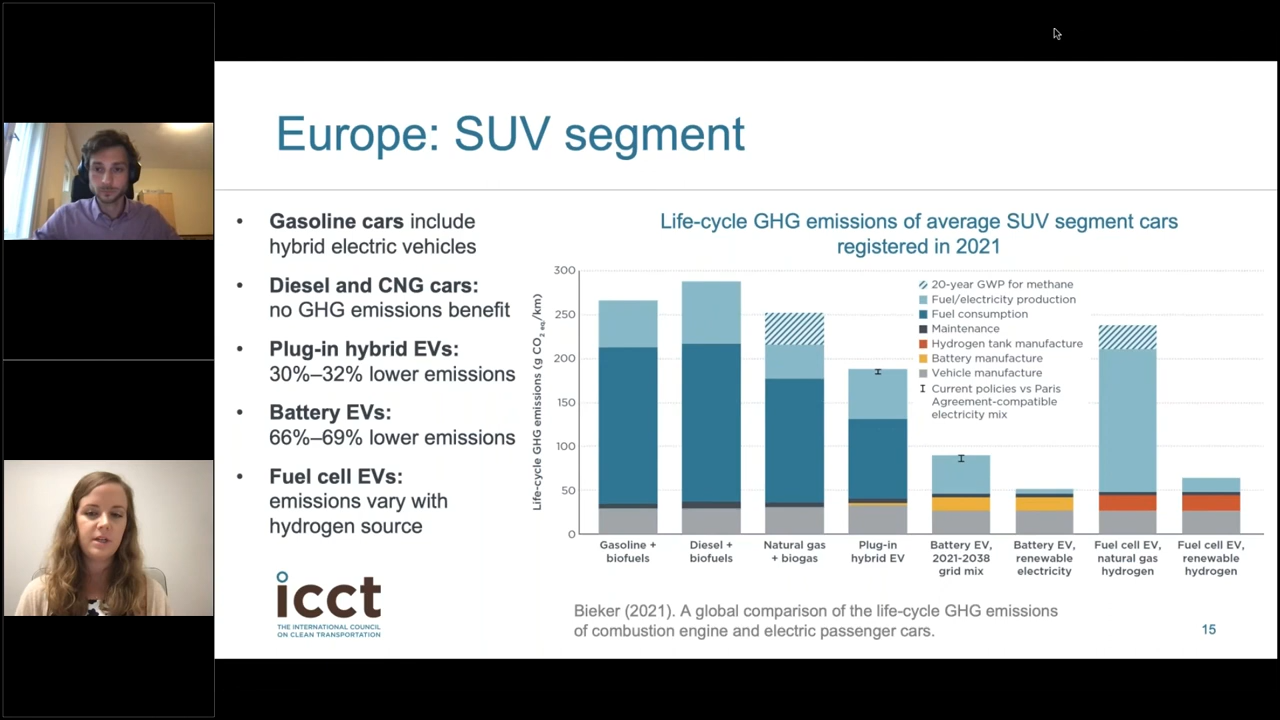 Europe: SUV segment
• Gasoline cars include
hybrid electric vehicles
• Diesel and CNG cars:
no GHG emissions benefit
• Plug-in hybrid EVs:
30%–32% lower emissions
• Battery EVs:
66%–69% lower emissions
• Fuel cell EVs:
emissions vary with
hydrogen source
icct
THE INTERNATIONAL COUNCIL
ON CLEAN TRANSPORTATION
Life-cycle GHG emissions of average SUV segment cars
registered in 2021
Life-cycle GHG emissions (g CO2 eq/km)
300
250
200
150
100
50
0
20-year GWP for methane
Fuel/electricity production
Fuel consumption
Maintenance
Hydrogen tank manufacture
Battery manufacture
Vehicle manufacture
Current policies vs Paris
Agreement-compatible
electricity mix
Gasoline +
biofuels
Diesel +
biofuels
Natural gas
+ biogas
Plug-in
hybrid EV
Battery EV,
2021-2038
grid mix
Battery EV,
renewable
electricity
Fuel cell EV,
natural gas
hydrogen
Fuel cell EV,
renewable
hydrogen
Bieker (2021). A global comparison of the life-cycle GHG emissions
of combustion engine and electric passenger cars.
15